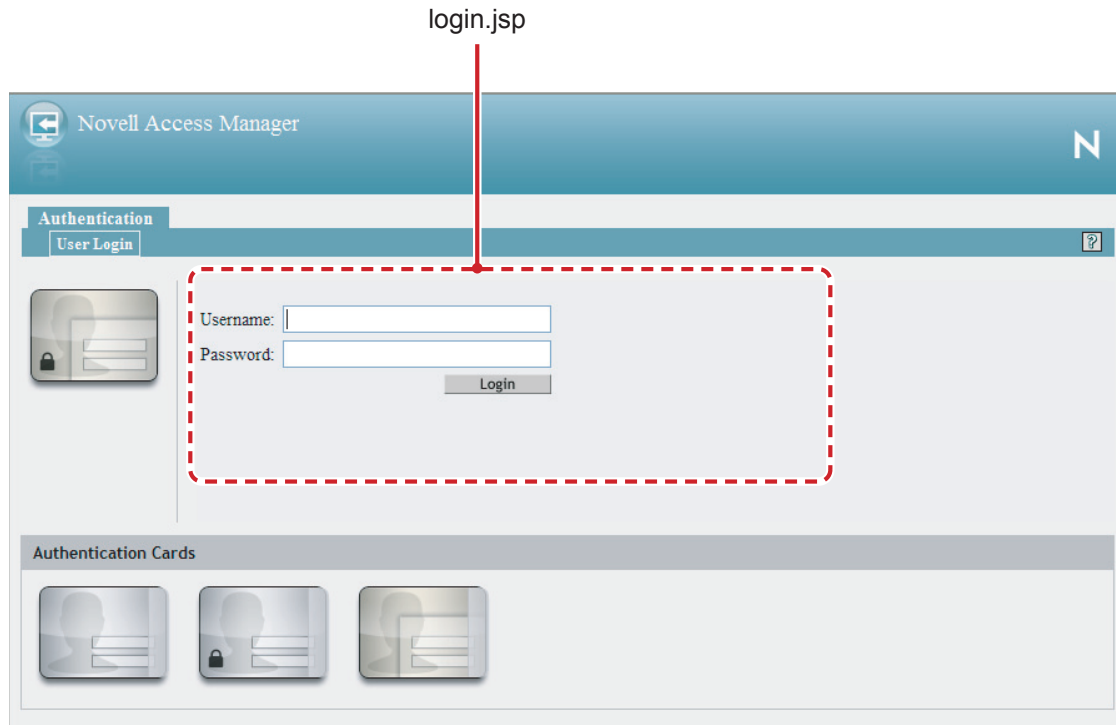 login.jsp
Novell Access Manager
N
Authentication
User Login
?
Username:
Password:
Login
Authentication Cards